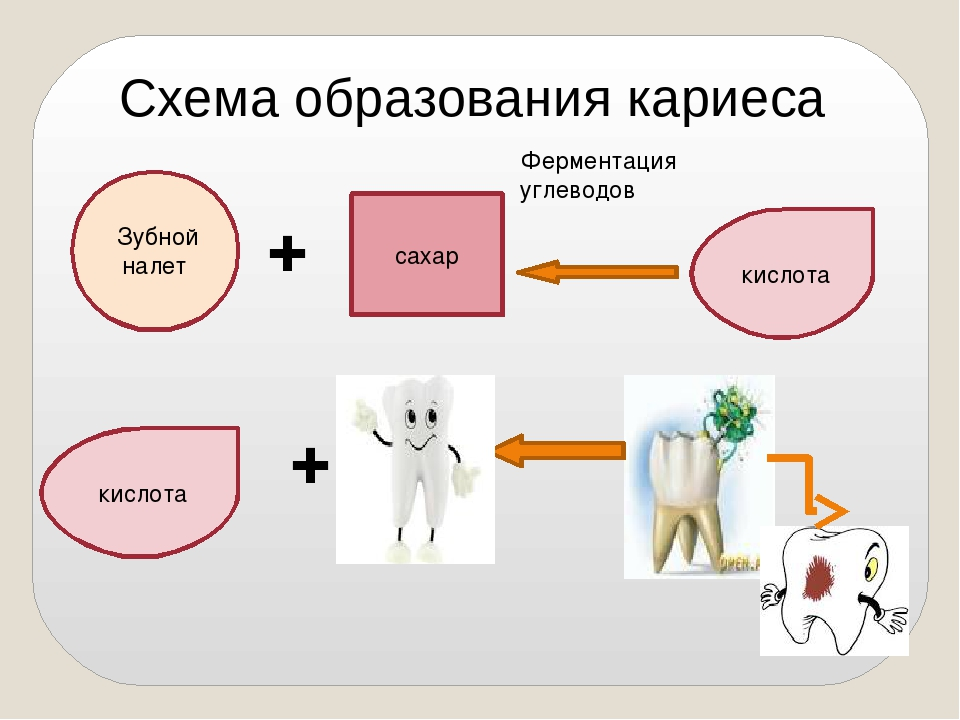 Схема образования кариеса
Ферментация
углеводов
Зубной
налет
+
сахар
кислота
кислота
+